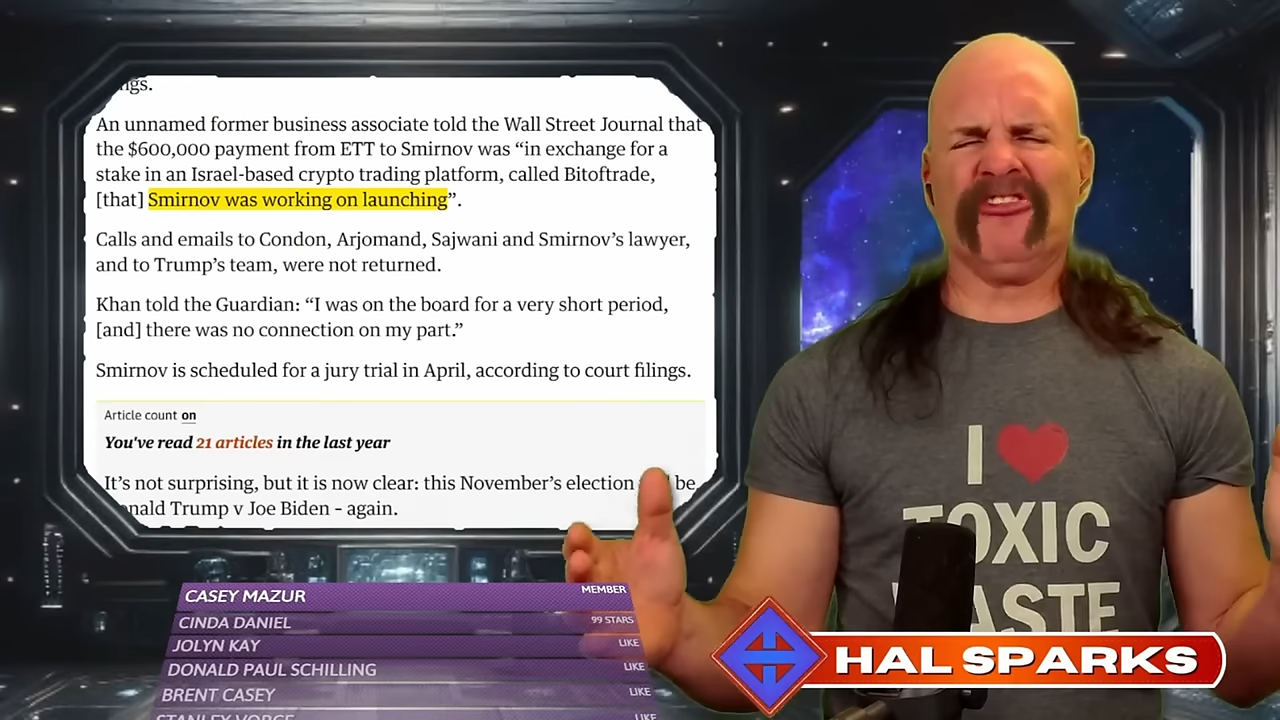 ngs.
An unnamed former business associate told the Wall Street Journal that
the $600,000 payment from ETT to Smirnov was “in exchange for a
stake in an Israel-based crypto trading platform, called Bitoftrade,
[that] Smirnov was working on launching”.
Calls and emails to Condon, Arjomand, Sajwani and Smirnov’s lawyer,
and to Trump’s team, were not returned.
Khan told the Guardian: “I was on the board for a very short period,
[and] there was no connection on my part.”
Smirnov is scheduled for a jury trial in April, according to court filings.
Article count on
You've read 21 articles in the last year
It’s not surprising, but it is now clear: this November’s election be
nald Trump v Joe Biden – again.
CASEY MAZUR MEMBER
CINDA DANIEL 99 STARS
JOLYN KAY LIKE
DONALD PAUL SCHILLING LIKE
BRENT CASEY LIKE
I ♥
TOXIC
ASTE
HAL SPARKS